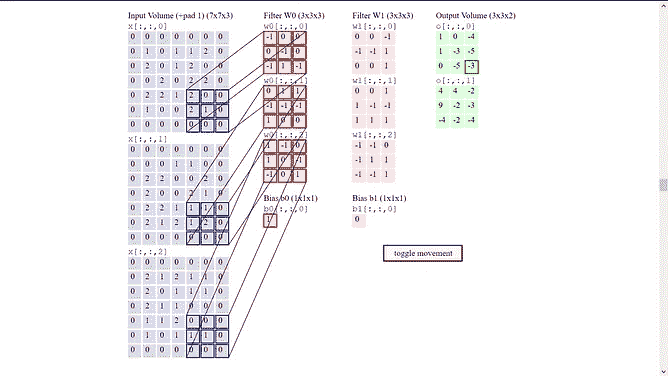 Input Volume (+pad 1) (7x7x3)
x[:,:,0]
0 0 0 0 0 0 0
0 1 0 1 1 2 0
0 2 0 1 2 0 0
0 0 2 0 2 2 0
0 2 2 1 2 0 0
0 1 0 0 2 1 0
0 0 0 0 0 0 0
x[:,:,1]
0 0 0 0 0 0 0
0 0 0 1 1 0 0
0 2 2 0 0 2 0
0 2 0 0 2 1 0
0 2 2 1 1 1 0
0 2 1 2 1 2 0
0 0 0 0 0 0 0
x[:,:,2]
0 0 0 0 0 0 0
0 2 1 2 1 1 0
0 2 0 1 1 1 0
0 2 1 1 0 0 0
0 1 1 2 0 0 0
0 1 0 1 1 1 0
0 0 0 0 0 0 0
Filter W0 (3x3x3)
w0[:,:,0]
-1 0 0
0 -1 0
-1 1 -1
w0[:,:,1]
0 1 1
-1 -1 -1
1 0 0
w0[:,:,2]
1 -1 0
1 0 -1
-1 0 1
Bias b0 (1x1x1)
b0[:,:,0]
1
Filter W1 (3x3x3)
w1[:,:,0]
0 0 -1
-1 -1 1
0 0 1
w1[:,:,1]
0 0 1
1 -1 -1
1 1 1
w1[:,:,2]
-1 -1 0
-1 1 1
-1 -1 1
Bias b1 (1x1x1)
b1[:,:,0]
0
Output Volume (3x3x2)
o[:,:,0]
1 0 -4
1 -3 -5
0 -5 -3
o[:,:,1]
4 4 -2
9 -2 -3
-4 -2 -4
toggle movement